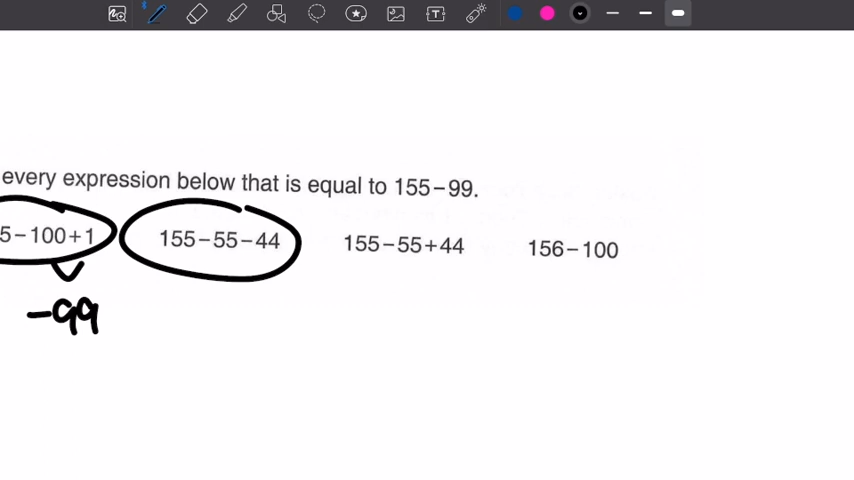 every expression below that is equal to 155−99.
5−100+1 155−55−44 155−55+44 156−100
−99